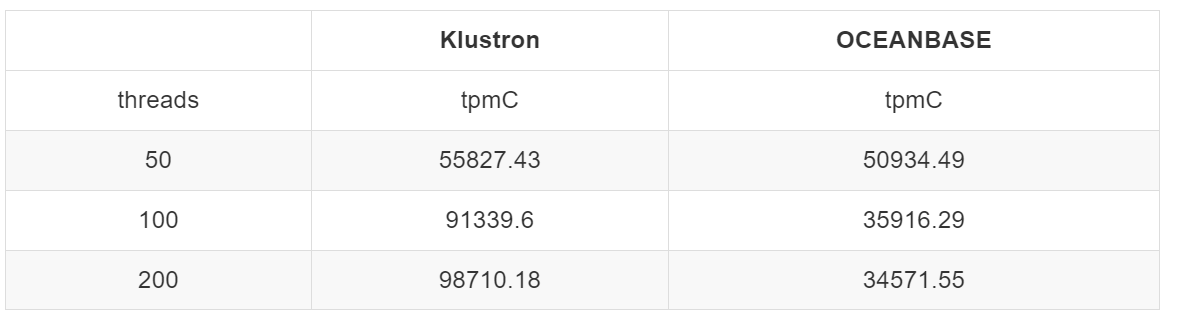 Klustron OCEANBASE
threads tpmC tpmC
50 55827.43 50934.49
100 91339.6 35916.29
200 98710.18 34571.55